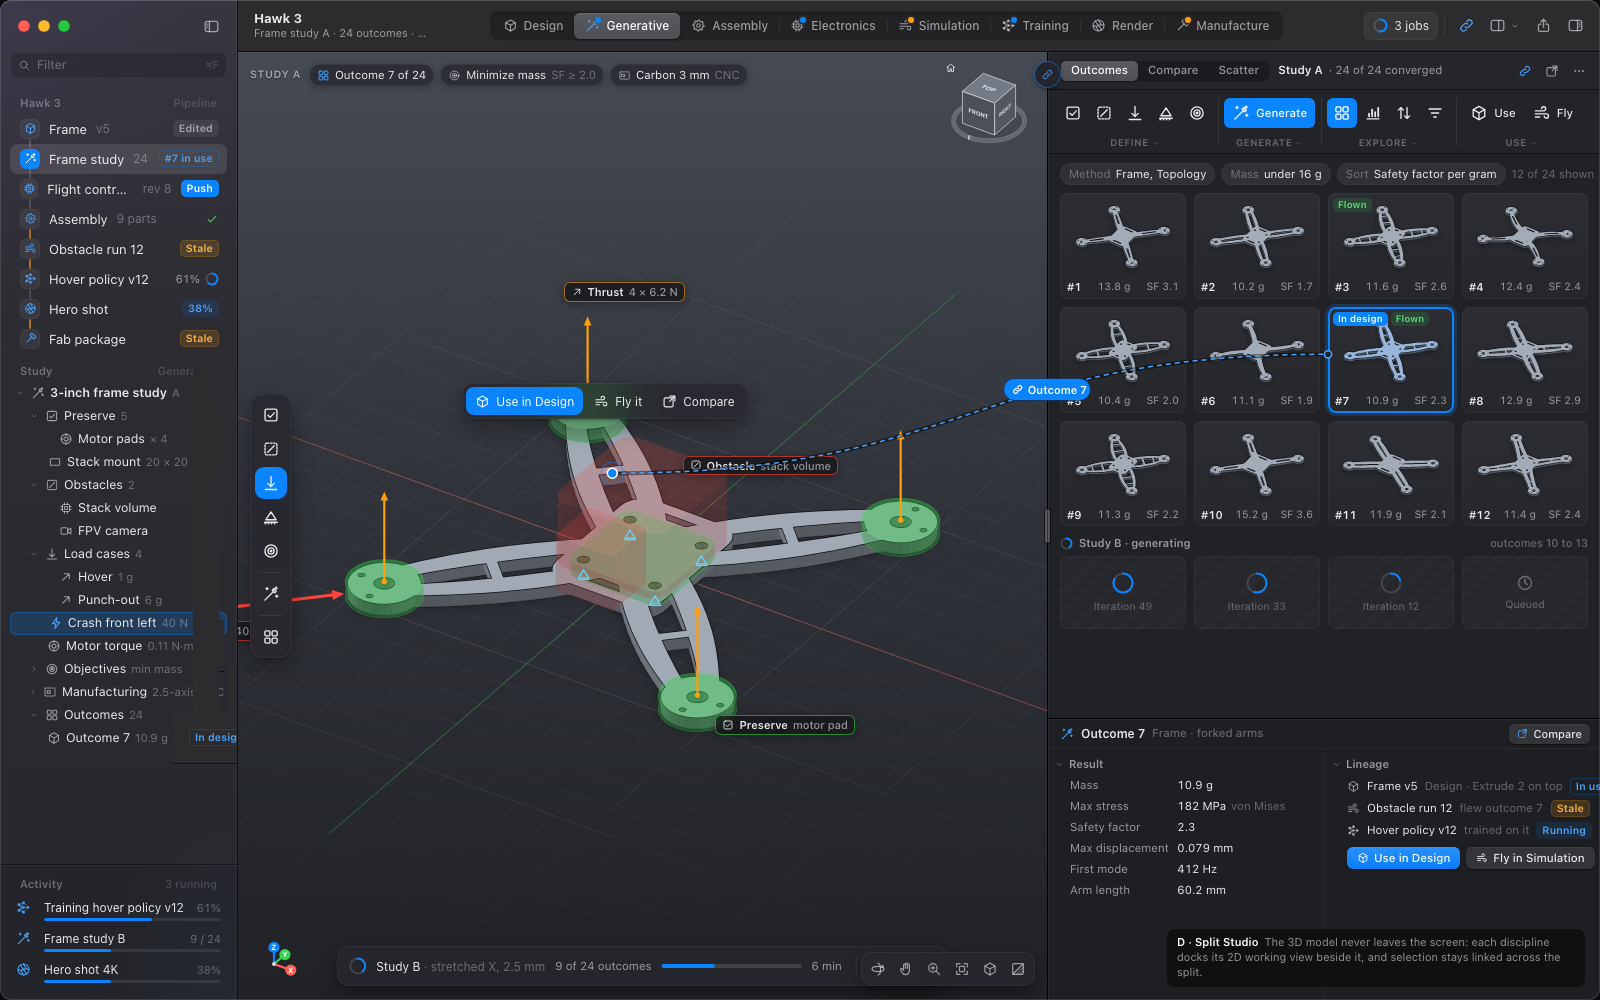 Hawk 3
Frame study A · 24 outcomes · ...
Design
Generative
Assembly
Electronics
Simulation
Training
Render
Manufacture
3 jobs
Filter
⌘F
Hawk 3
Pipeline
Frame v5 Edited
Frame study 24 #7 in use
Flight contr... rev 8 Push
Assembly 9 parts
Obstacle run 12 Stale
Hover policy v12 61%
Hero shot 38%
Fab package Stale
Study
3-inch frame study A
Preserve 5
Motor pads × 4
Stack mount 20 × 20
Obstacles 2
Stack volume
FPV camera
Load cases 4
Hover 1 g
Punch-out 6 g
Crash front left 40 N
Motor torque 0.11 N·m
Objectives min mass
Manufacturing 2.5-axis
Outcomes 24
Outcome 7 10.9 g In desig
Activity 3 running
Training hover policy v12 61%
Frame study B 9 / 24
Hero shot 4K 38%
STUDY A
Outcome 7 of 24
Minimize mass SF ≥ 2.0
Carbon 3 mm CNC
TOP
FRONT
RIGHT
F
Thrust 4 × 6.2 N
Use in Design
Fly it
Compare
Obstacle stack volume
Outcome 7
40
Preserve motor pad
Z
Y
X
Study B · stretched X, 2.5 mm 9 of 24 outcomes 6 min
Outcomes
Compare
Scatter
Study A · 24 of 24 converged
Generate
Use
Fly
DEFINE
GENERATE
EXPLORE
USE
Method Frame, Topology
Mass under 16 g
Sort Safety factor per gram
12 of 24 shown
#1 13.8 g SF 3.1
#2 10.2 g SF 1.7
Flown
#3 11.6 g SF 2.6
#4 12.4 g SF 2.4
#5 10.4 g SF 2.0
#6 11.1 g SF 1.9
In design Flown
#7 10.9 g SF 2.3
#8 12.9 g SF 2.9
#9 11.3 g SF 2.2
#10 15.2 g SF 3.6
#11 11.9 g SF 2.1
#12 11.4 g SF 2.4
Study B · generating
outcomes 10 to 13
Iteration 49
Iteration 33
Iteration 12
Queued
Outcome 7 Frame · forked arms
Compare
Result
Mass 10.9 g
Max stress 182 MPa von Mises
Safety factor 2.3
Max displacement 0.079 mm
First mode 412 Hz
Arm length 60.2 mm
Lineage
Frame v5 Design · Extrude 2 on top In us
Obstacle run 12 flew outcome 7 Stale
Hover policy v12 trained on it Running
Use in Design
Fly in Simulation
D · Split Studio The 3D model never leaves the screen: each discipline
docks its 2D working view beside it, and selection stays linked across the
split.